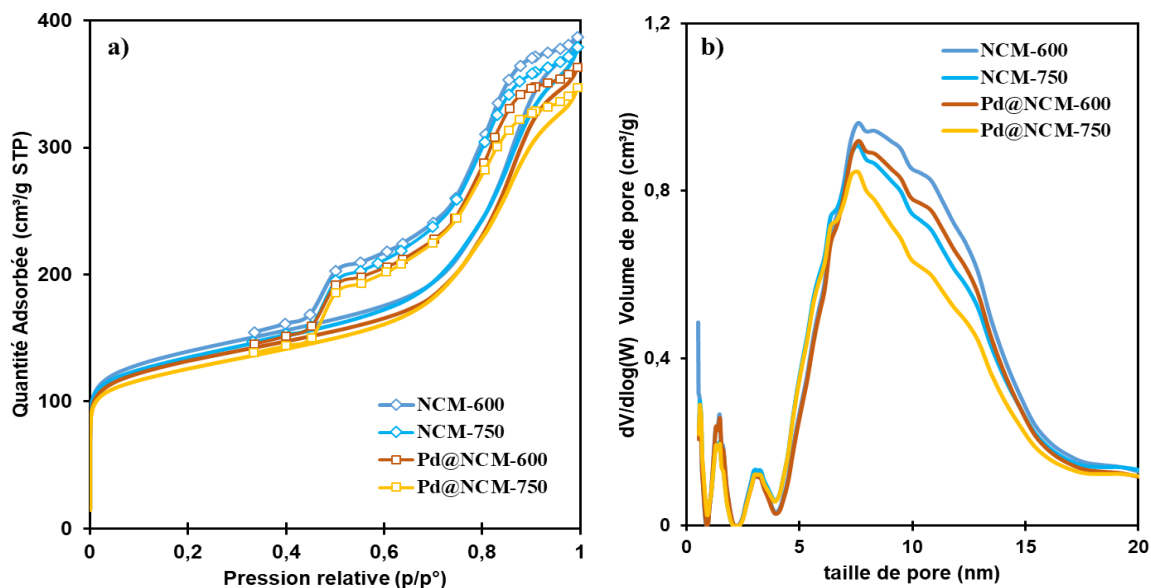 a)
Quantité Adsorbée (cm³/g STP)
400
300
200
100
0
0
0,2
0,4
0,6
0,8
1
Pression relative (p/p°)
NCM-600
NCM-750
Pd@NCM-600
Pd@NCM-750
b)
dV/dlog(W) Volume de pore (cm³/g)
1,2
0,8
0,4
0
0
5
10
15
20
taille de pore (nm)
NCM-600
NCM-750
Pd@NCM-600
Pd@NCM-750